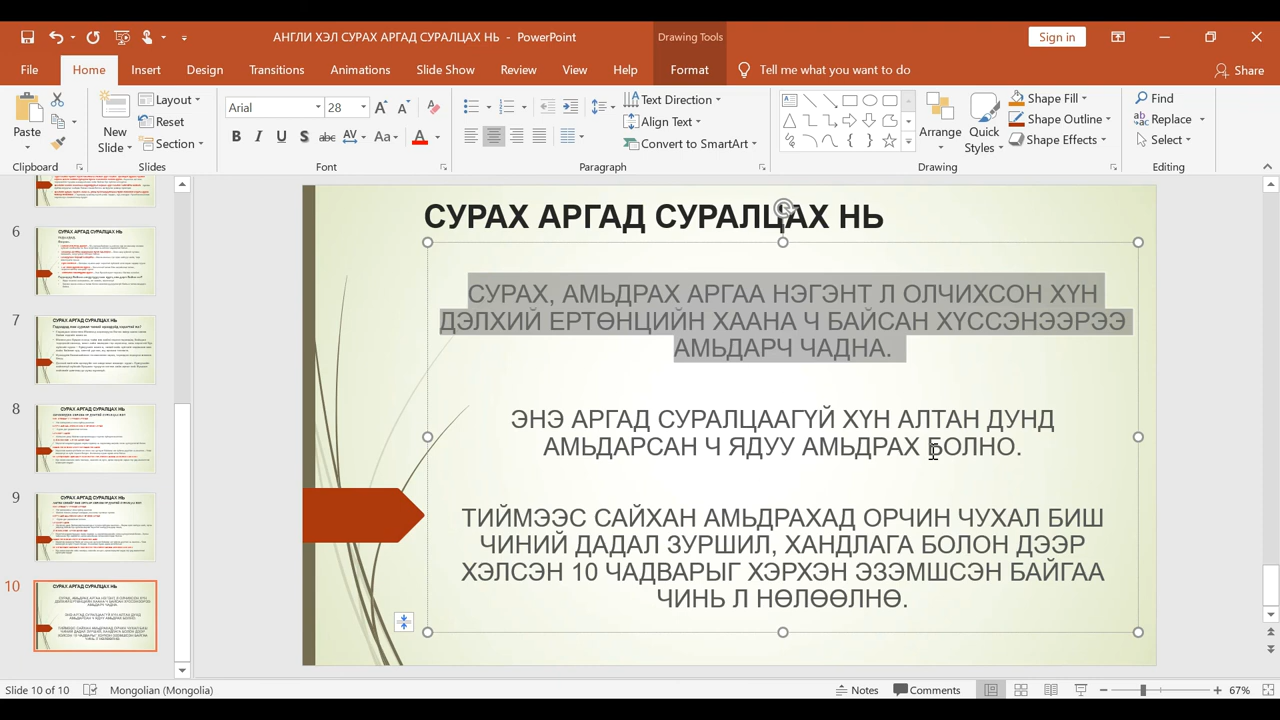 АНГЛИ ХЭЛ СУРАХ АРГАД СУРАЛЦАХ НЬ - PowerPoint
Drawing Tools
Sign in
File Home Insert Design Transitions Animations Slide Show Review View Help Format Tell me what you want to do Share
Paste
New Slide
Layout
Reset
Section
Arial 28
Text Direction
Align Text
Convert to SmartArt
Arrange
Quick Styles
Shape Fill
Shape Outline
Shape Effects
Find
Replace
Select
Clipboard Slides Font Paragraph Drawing Editing
6
7
8
9
10
СУРАХ АРГАД СУРАЛЦАХ НЬ
СУРАХ, АМЬДРАХ АРГАА НЭГЭНТ Л ОЛЧИХСОН ХҮН
ДЭЛХИ ЕРТӨНЦИЙН ХААНА Ч БАЙСАН ХҮССЭНЭЭРЭЭ
АМЬДАРЧ ЧАДНА.
ЭНЭ АРГАД СУРАЛЦААГҮЙ ХҮН АЛТАН ДУНД
АМЬДАРСАН Ч ЯДУУ АМЬДРАХ БОЛНО.
САЙХАН АМЬДРАХАД ОРЧИН ЧУХАЛ БИШ
ЧИНИЙ ДАДАЛ ЗУРШИЛ, ХАНДЛАГА БОЛОН ДЭЭР
ХЭЛСЭН 10 ЧАДВАРЫГ ХЭРХЭН ЭЗЭМШСЭН БАЙГАА
ЧИНЬ Л НӨЛӨӨЛНӨ.
Slide 10 of 10 Mongolian (Mongolia) Notes Comments 67%